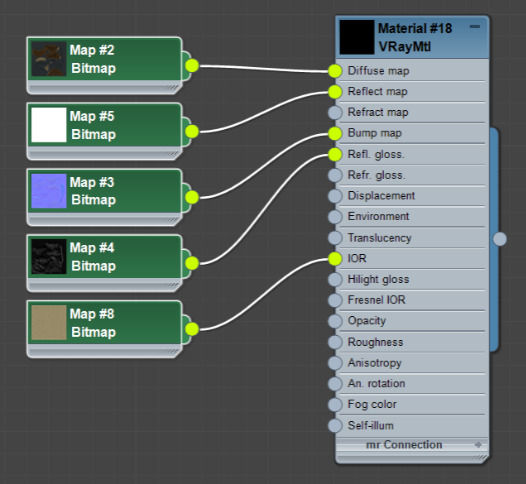 Map #2
Bitmap
Map #5
Bitmap
Map #3
Bitmap
Map #4
Bitmap
Map #8
Bitmap
Material #18
VRayMtl
Diffuse map
Reflect map
Refract map
Bump map
Refl. gloss.
Refr. gloss.
Displacement
Environment
Translucency
IOR
Hilight gloss
Fresnel IOR
Opacity
Roughness
Anisotropy
An. rotation
Fog color
Self-illum
mr Connection